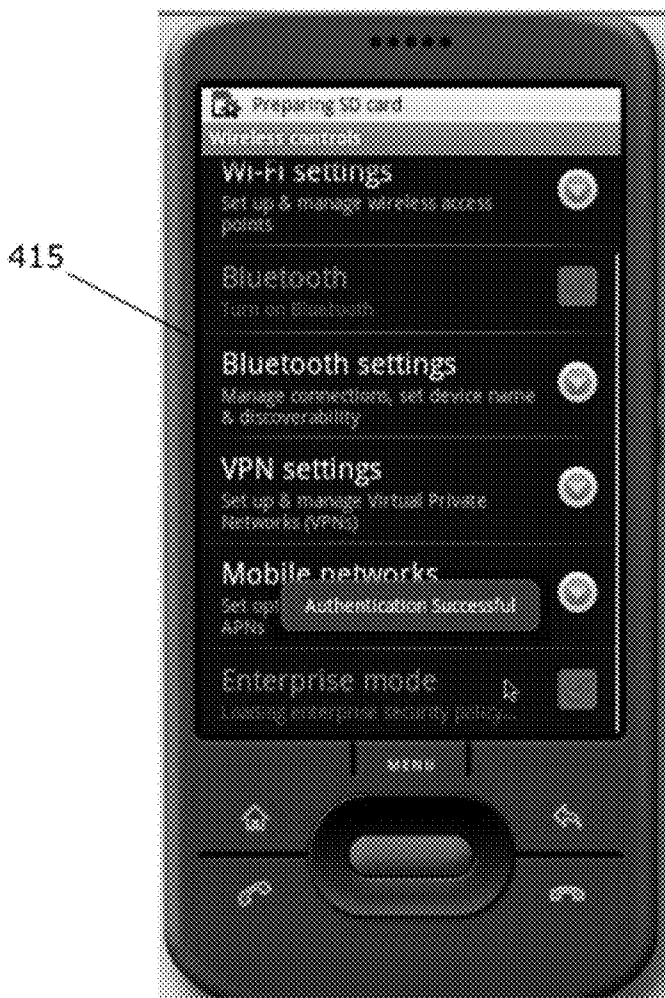 Preparing SD card
Wireless controls
Wi-Fi settings
Set up & manage wireless access
points
415
Bluetooth
Turn on Bluetooth
Bluetooth settings
Manage connections, set device name
& discoverability
VPN settings
Set up & manage Virtual Private
Networks (VPNs)
Mobile networks
Set opt
APNs
Authentication Successful
Enterprise mode
Loading enterprise security policy...
MENU